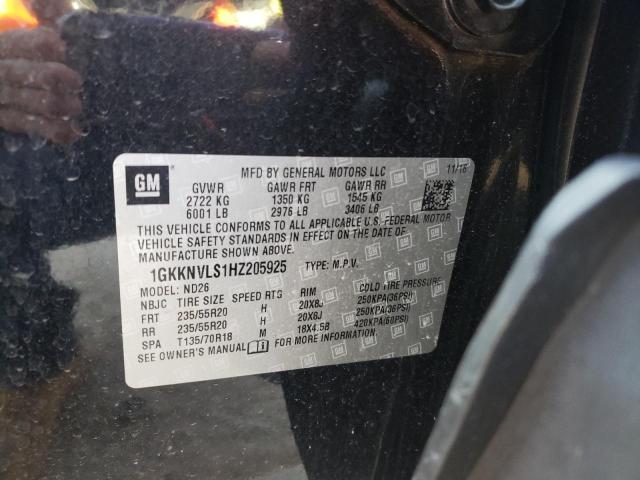 GM
MFD BY GENERAL MOTORS LLC 11/16
GVWR GAWR FRT GAWR RR
2722 KG 1350 KG 1545 KG
6001 LB 2976 LB 3406 LB
THIS VEHICLE CONFORMS TO ALL APPLICABLE U.S. FEDERAL MOTOR
VEHICLE SAFETY STANDARDS IN EFFECT ON THE DATE OF
MANUFACTURE SHOWN ABOVE.
1GKKNVLS1HZ205925 TYPE: M.P.V.
MODEL: ND26
NBJC TIRE SIZE SPEED RTG RIM COLD TIRE PRESSURE
FRT 235/55R20 H 20X8J 250KPA(36PSI)
RR 235/55R20 H 20X8J 250KPA(36PSI)
SPA T135/70R18 M 18X4.5B 420KPA(60PSI)
SEE OWNER'S MANUAL